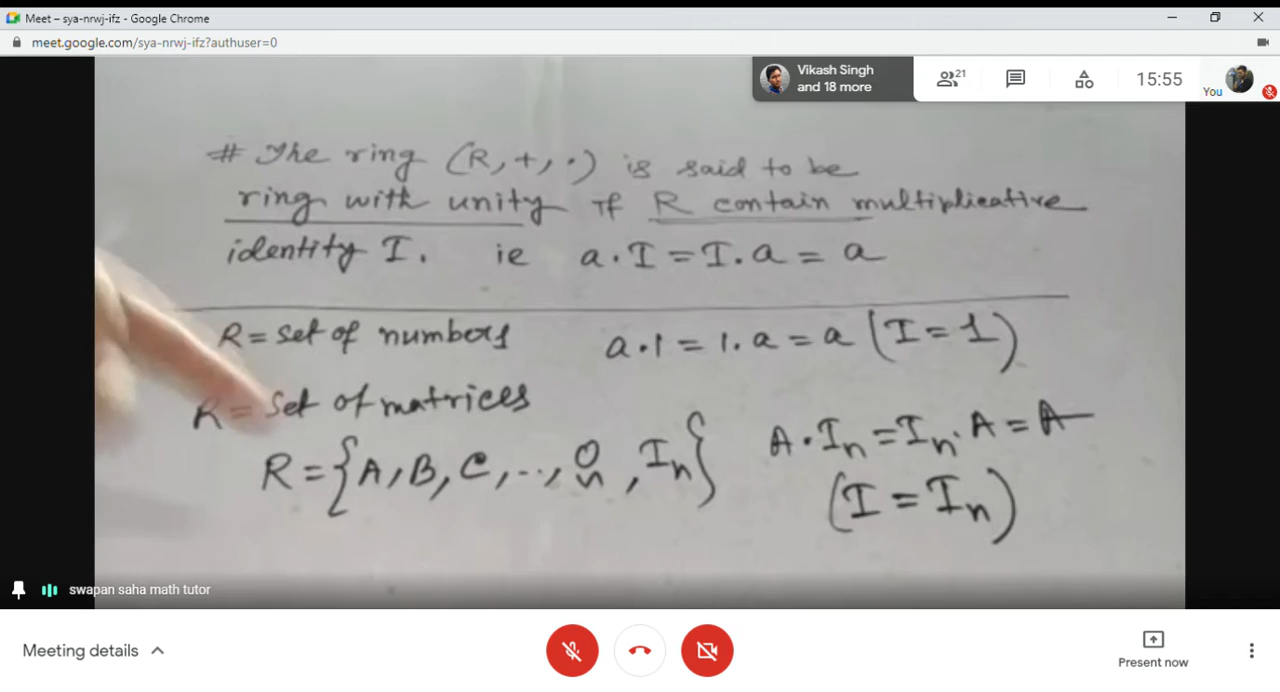 Meet – sya-nrwj-ifz - Google Chrome
meet.google.com/sya-nrwj-ifz?authuser=0
Vikash Singh
and 18 more
21
15:55
You
# The ring (R, +, ·) is said to be
ring with unity if R contain multiplicative
identity I. ie a·I = I·a = a
R = set of numbers a·1 = 1·a = a (I = 1)
R = Set of matrices
R = {A, B, C, .., Oₙ, Iₙ} A·Iₙ = Iₙ·A = A
(I = Iₙ)
swapan saha math tutor
Meeting details
Present now